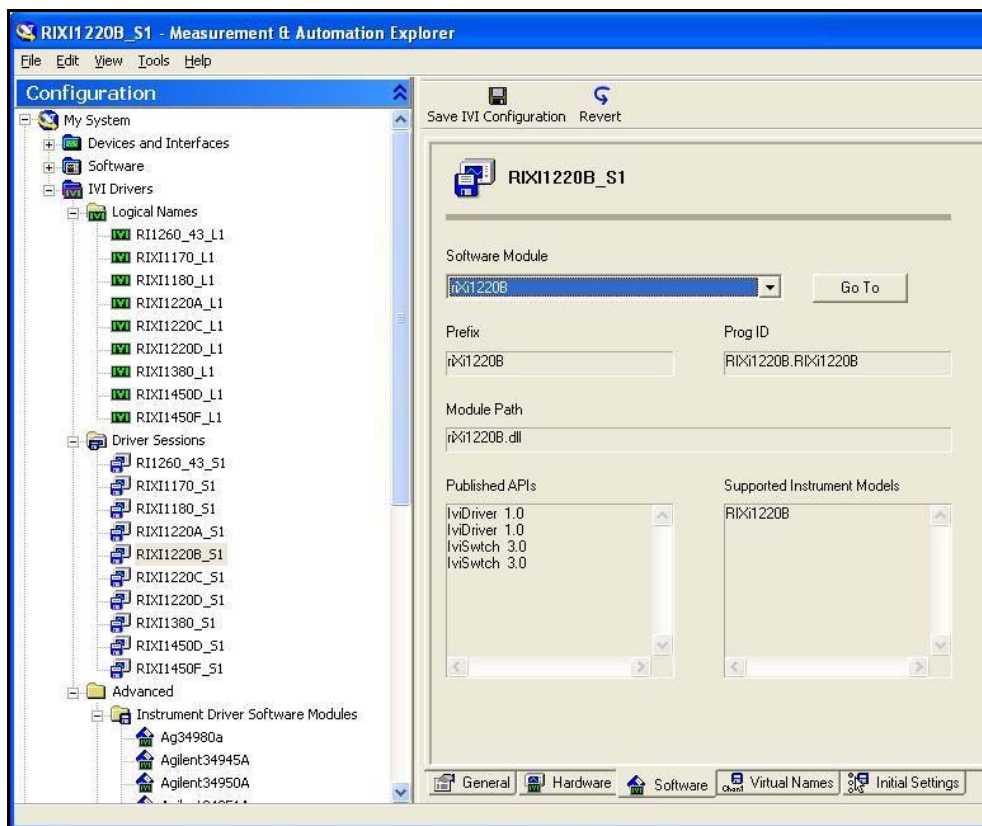 RIXI1220B_S1 - Measurement & Automation Explorer
File Edit View Tools Help
Configuration
My System
Devices and Interfaces
Software
IVI Drivers
Logical Names
RI1260_43_L1
RIXI1170_L1
RIXI1180_L1
RIXI1220A_L1
RIXI1220C_L1
RIXI1220D_L1
RIXI1380_L1
RIXI1450D_L1
RIXI1450F_L1
Driver Sessions
RI1260_43_S1
RIXI1170_S1
RIXI1180_S1
RIXI1220A_S1
RIXI1220B_S1
RIXI1220C_S1
RIXI1220D_S1
RIXI1380_S1
RIXI1450D_S1
RIXI1450F_S1
Advanced
Instrument Driver Software Modules
Ag34980a
Agilent34945A
Agilent34950A
Save IVI Configuration Revert
RIXI1220B_S1
Software Module
riXi1220B
Go To
Prefix
riXi1220B
Prog ID
RIXi1220B.RIXi1220B
Module Path
riXi1220B.dll
Published APIs
IviDriver 1.0
IviDriver 1.0
IviSwtch 3.0
IviSwtch 3.0
Supported Instrument Models
RIXi1220B
General Hardware Software Virtual Names Initial Settings